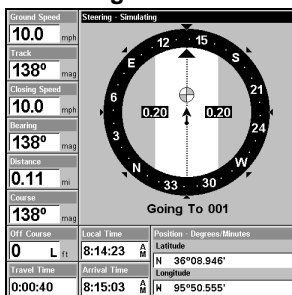 Ground Speed
10.0 mph
Track
138° mag
Closing Speed
10.0 mph
Bearing
138° mag
Distance
0.11 mi
Course
138° mag
Off Course
0 L ft
Travel Time
0:00:40
Steering - Simulating
12 15
E S
6 21
0.20 0.20
3 24
N W
33 30
Going To 001
Local Time
8:14:23 AM
Arrival Time
8:15:03 AM
Position - Degrees/Minutes
Latitude
N 36°08.946'
Longitude
W 95°50.555'